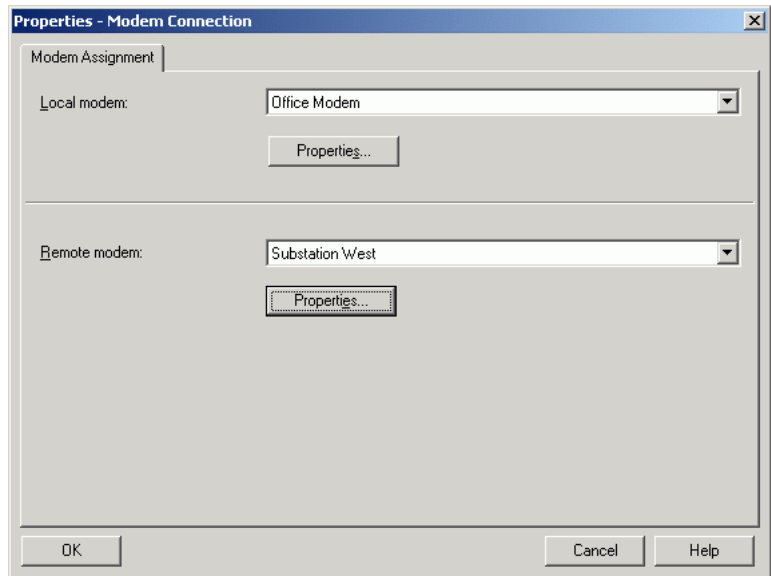 Properties - Modem Connection
Modem Assignment
Local modem: Office Modem
Properties...
Remote modem: Substation West
Properties...
OK Cancel Help